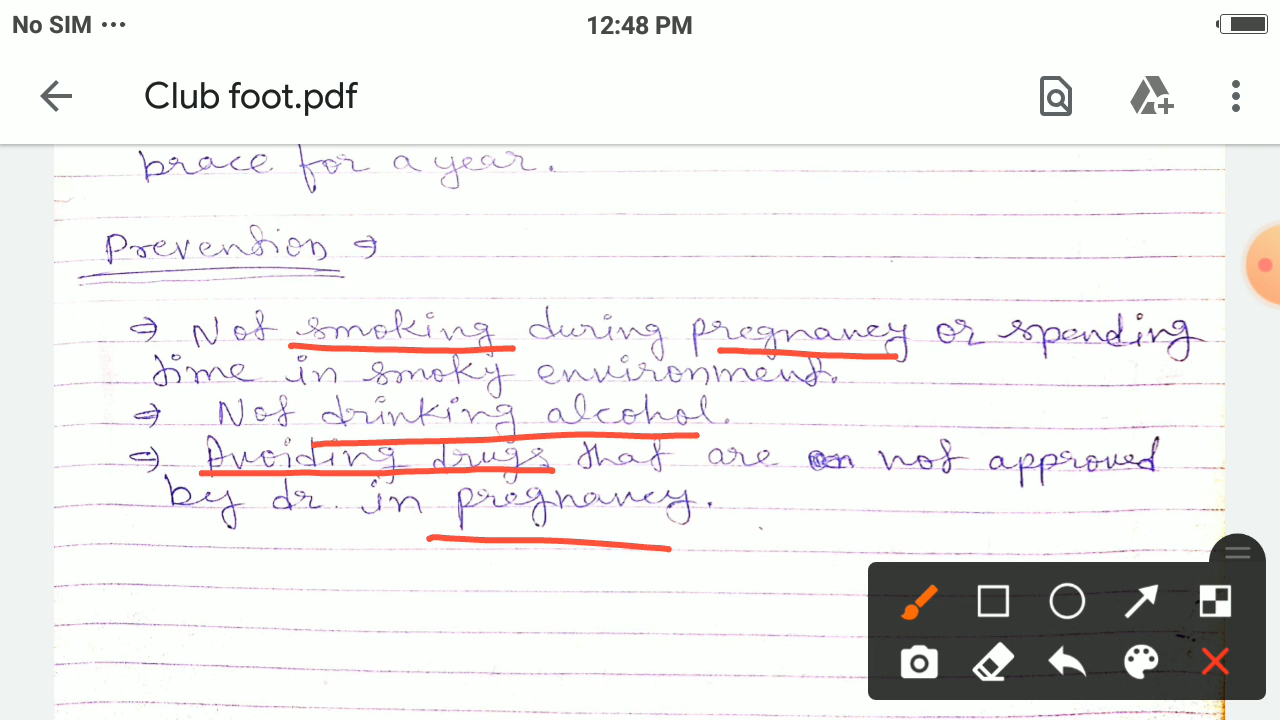 No SIM ···
12:48 PM
Club foot.pdf
brace for a year.
Prevention →
→ Not smoking during pregnancy or spending
time in smoky environment.
→ Not drinking alcohol.
→ Avoiding drugs that are not approved
by dr. in pregnancy.